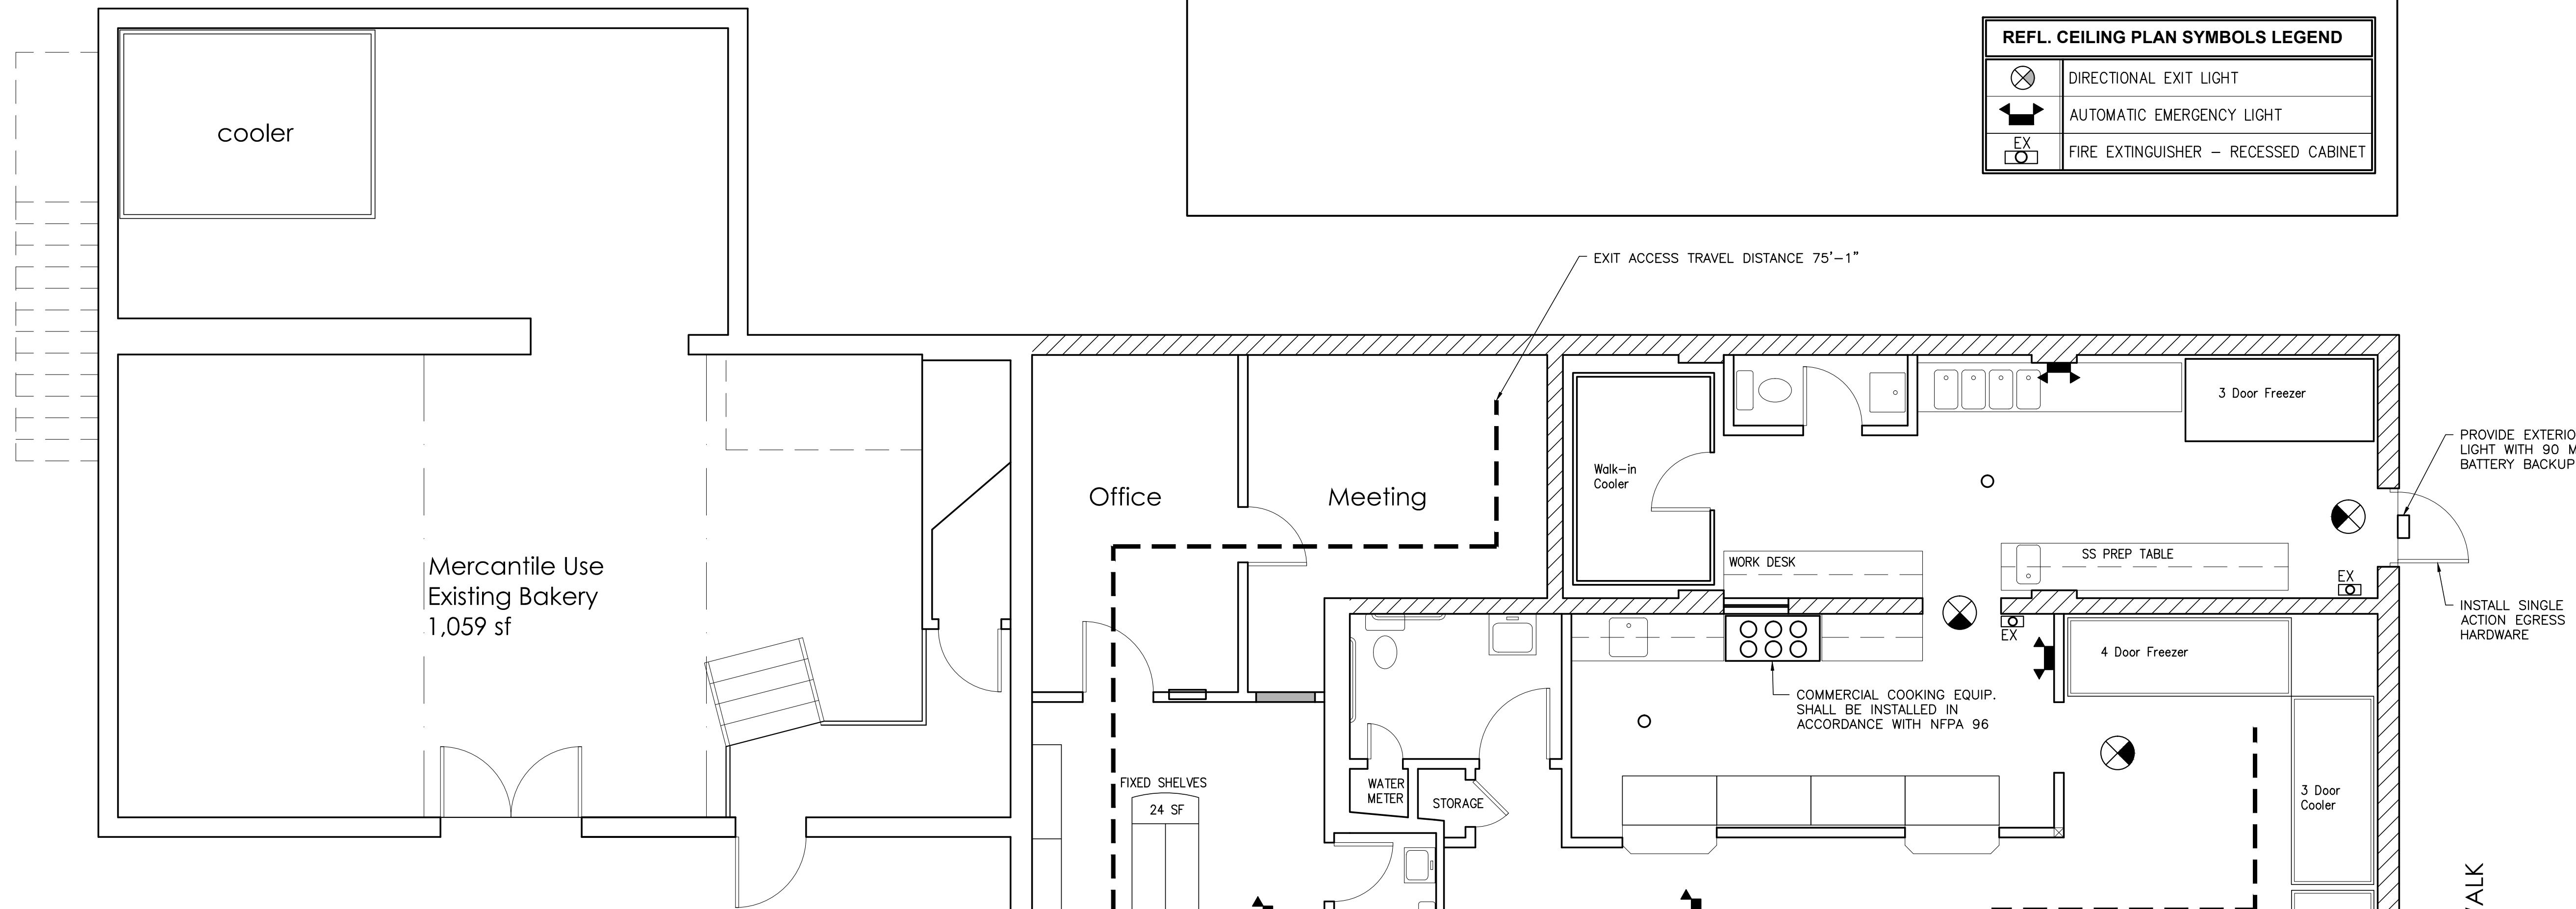 REFL. CEILING PLAN SYMBOLS LEGEND
DIRECTIONAL EXIT LIGHT
AUTOMATIC EMERGENCY LIGHT
EX
FIRE EXTINGUISHER – RECESSED CABINET
cooler
EXIT ACCESS TRAVEL DISTANCE 75'–1"
3 Door Freezer
PROVIDE EXTERIO
LIGHT WITH 90 M
BATTERY BACKUP
Walk–in
Cooler
Office
Meeting
WORK DESK
SS PREP TABLE
EX
Mercantile Use
Existing Bakery
1,059 sf
INSTALL SINGLE
ACTION EGRESS
HARDWARE
EX
4 Door Freezer
COMMERCIAL COOKING EQUIP.
SHALL BE INSTALLED IN
ACCORDANCE WITH NFPA 96
FIXED SHELVES
24 SF
WATER
METER
STORAGE
3 Door
Cooler